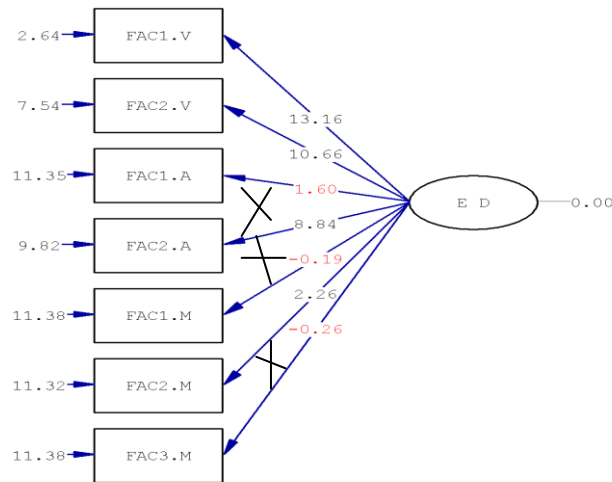 2.64 FAC1.V
7.54 FAC2.V
13.16
10.66
11.35 FAC1.A
1.60
E D 0.00
8.84
9.82 FAC2.A
-0.19
2.26
11.38 FAC1.M
-0.26
11.32 FAC2.M
11.38 FAC3.M